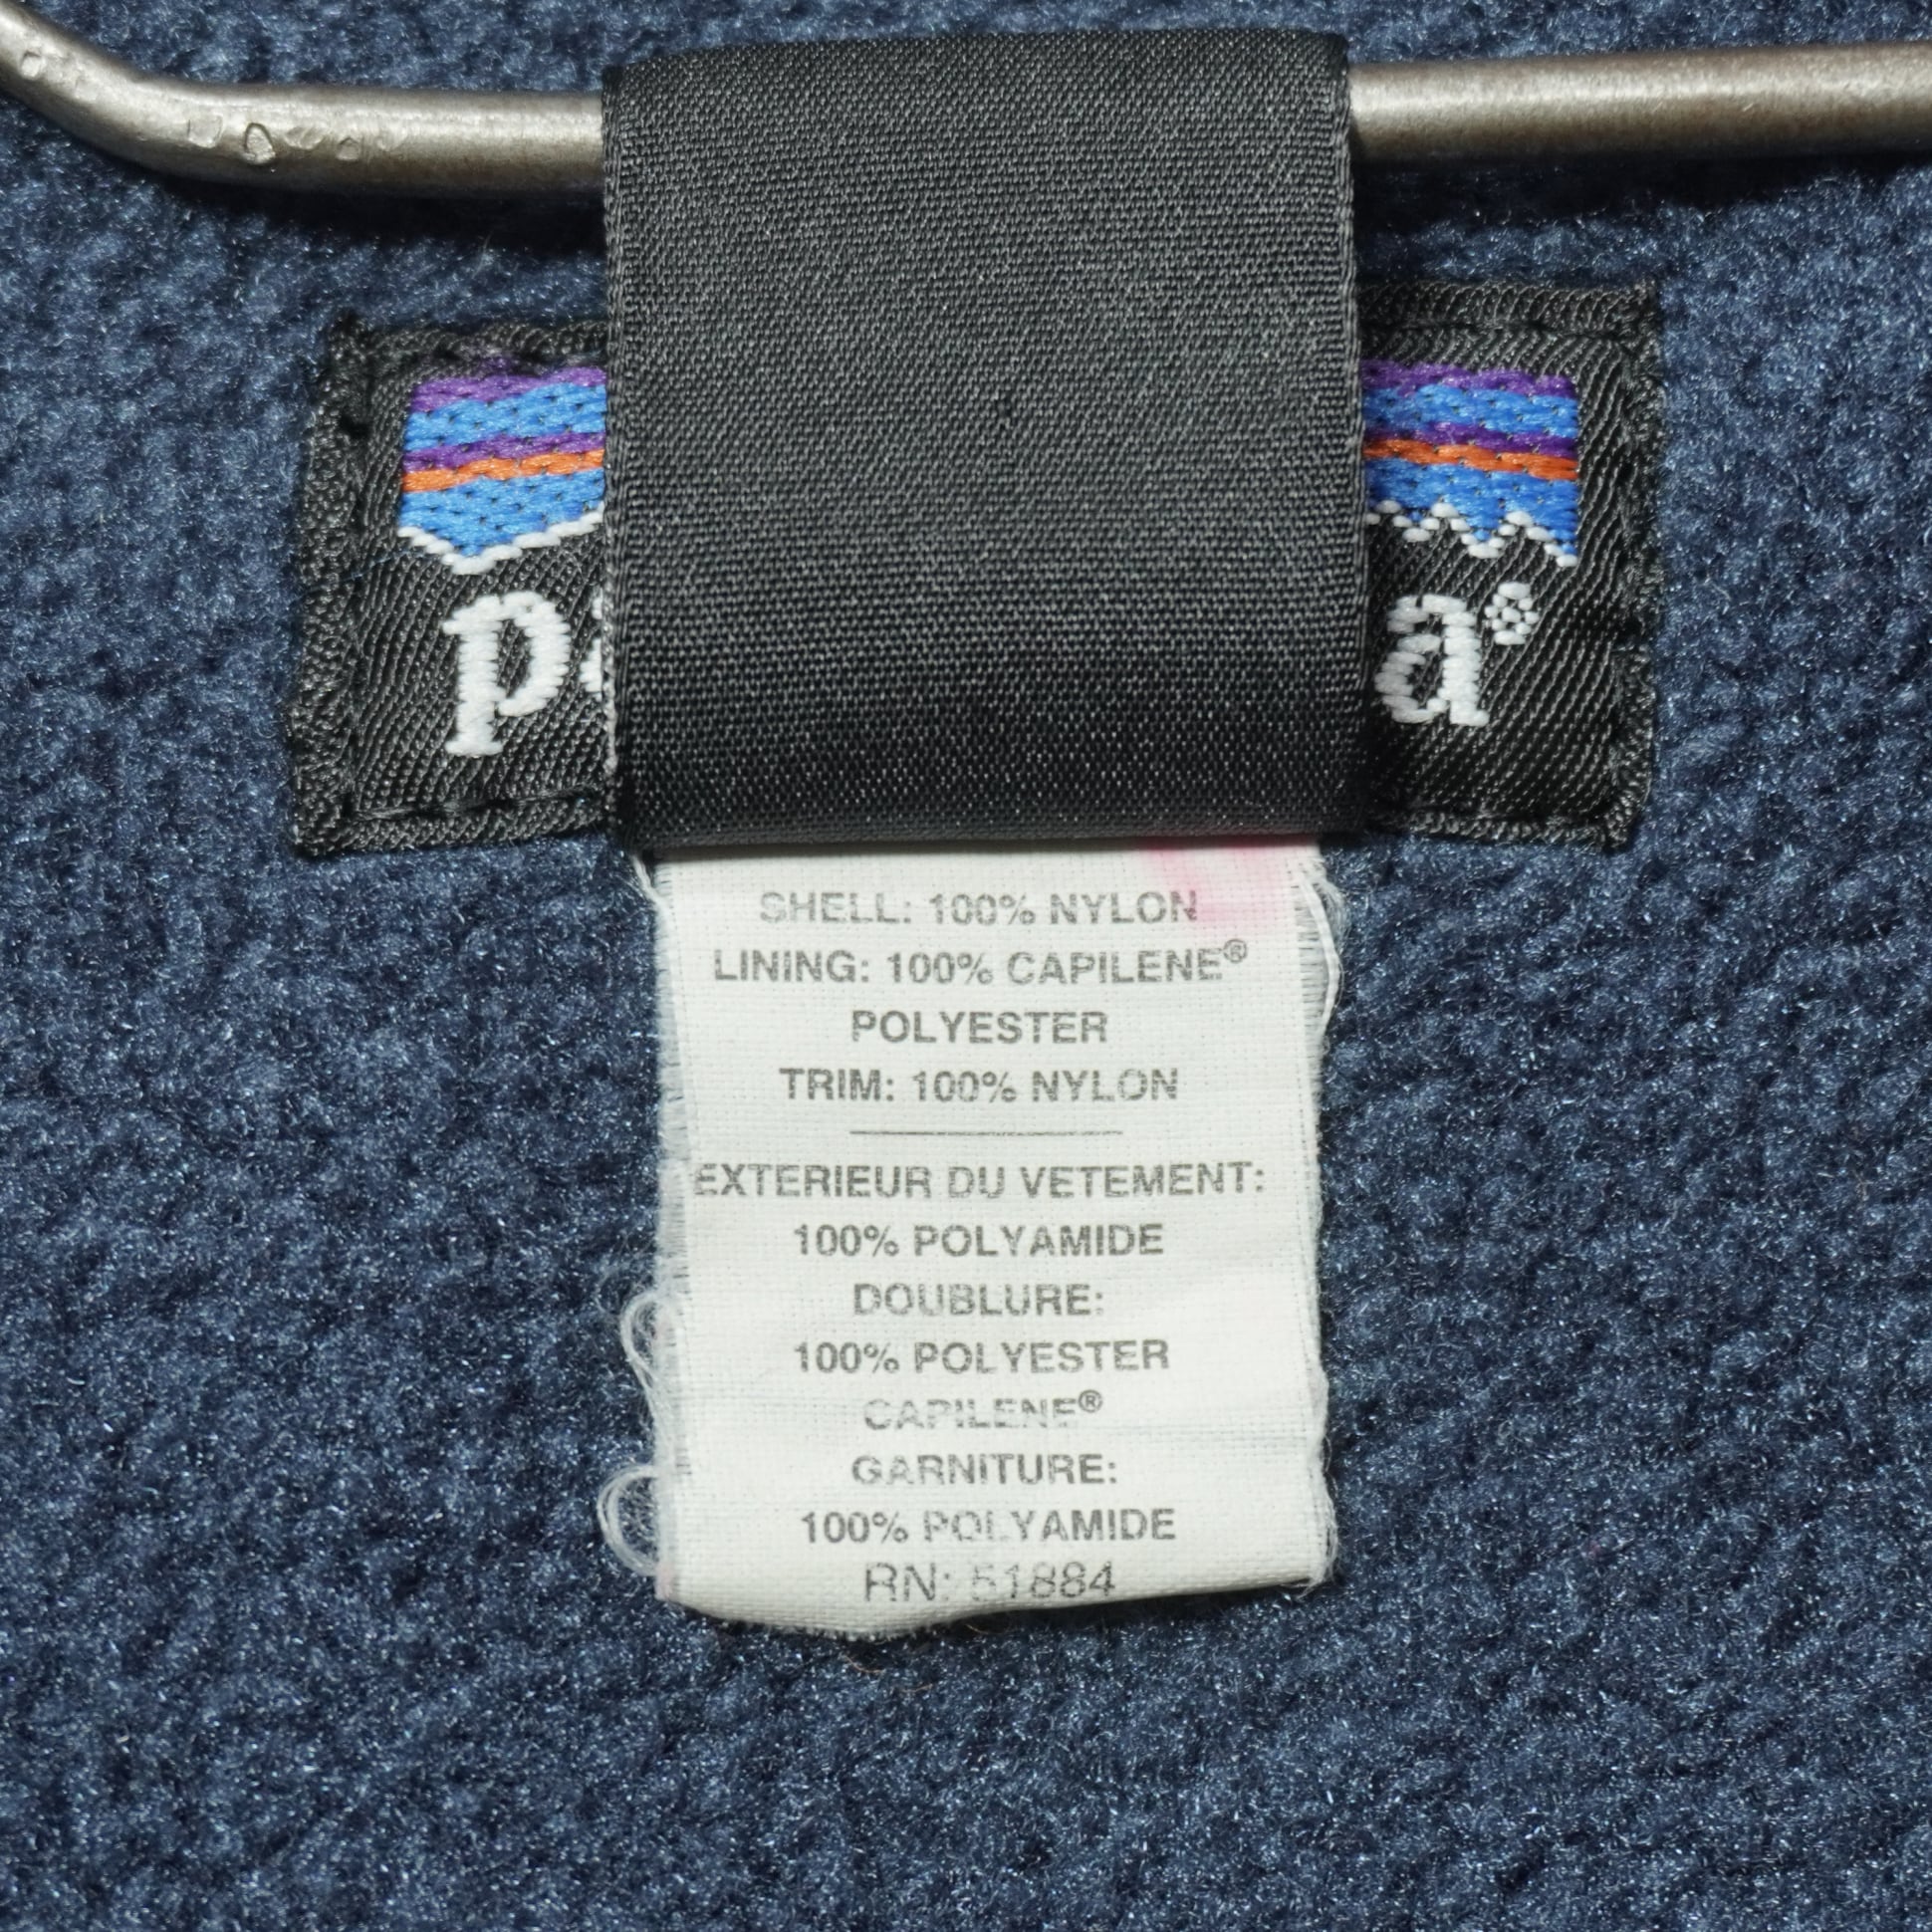 p a®
SHELL: 100% NYLON
LINING: 100% CAPILENE®
POLYESTER
TRIM: 100% NYLON
EXTERIEUR DU VETEMENT:
100% POLYAMIDE
DOUBLURE:
100% POLYESTER
CAPILENE®
GARNITURE:
100% POLYAMIDE
RN: 51884